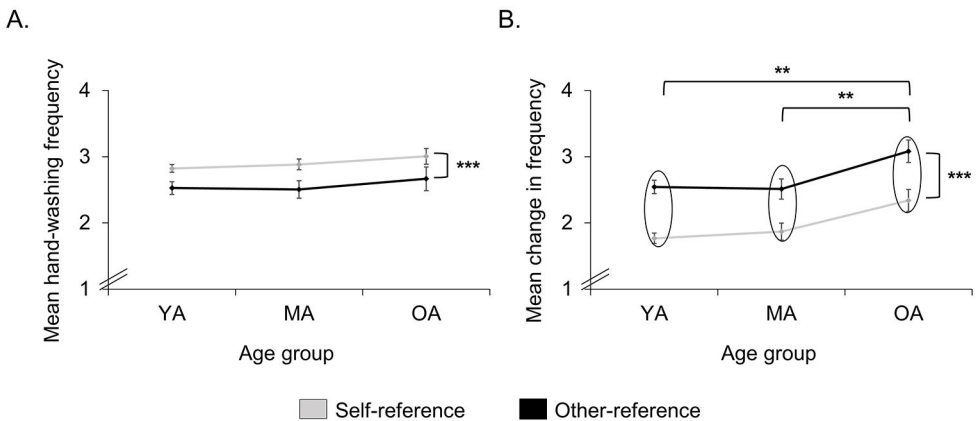 A.
Mean hand-washing frequency
4
3
2
1
***
YA MA OA
Age group
B.
Mean change in frequency
4
3
2
1
**
**
***
YA MA OA
Age group
Self-reference Other-reference